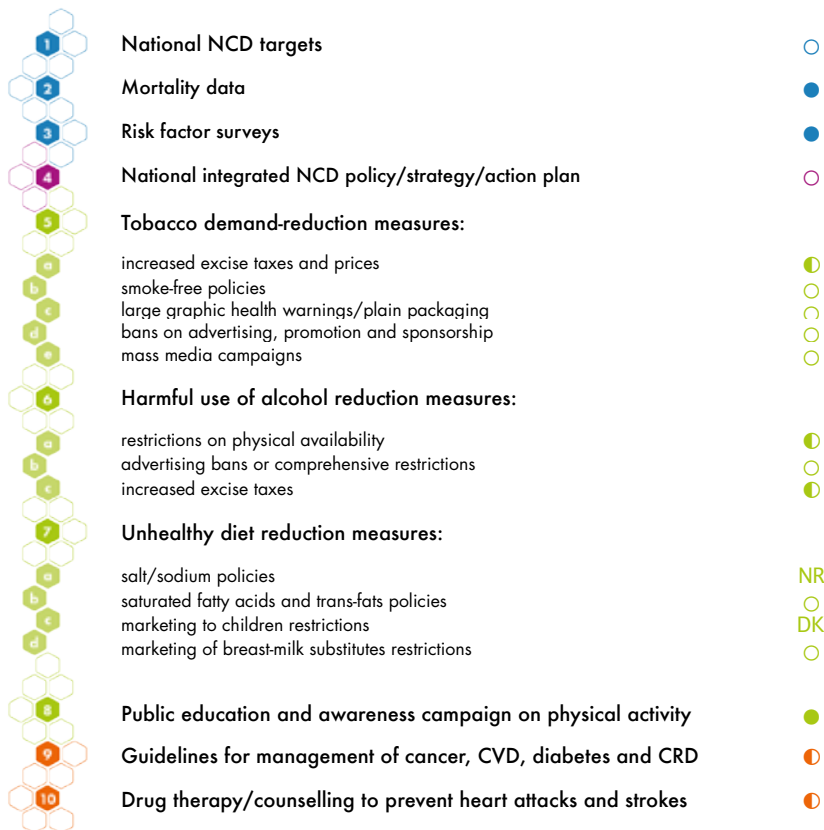 1 National NCD targets ○
2 Mortality data ●
3 Risk factor surveys ●
4 National integrated NCD policy/strategy/action plan ○
5 Tobacco demand-reduction measures:
a increased excise taxes and prices ◐
b smoke-free policies ○
c large graphic health warnings/plain packaging ○
d bans on advertising, promotion and sponsorship ○
e mass media campaigns ○
6 Harmful use of alcohol reduction measures:
a restrictions on physical availability ◐
b advertising bans or comprehensive restrictions ○
c increased excise taxes ◐
7 Unhealthy diet reduction measures:
a salt/sodium policies NR
b saturated fatty acids and trans-fats policies ○
c marketing to children restrictions DK
d marketing of breast-milk substitutes restrictions ○
8 Public education and awareness campaign on physical activity ●
9 Guidelines for management of cancer, CVD, diabetes and CRD ◐
10 Drug therapy/counselling to prevent heart attacks and strokes ◐